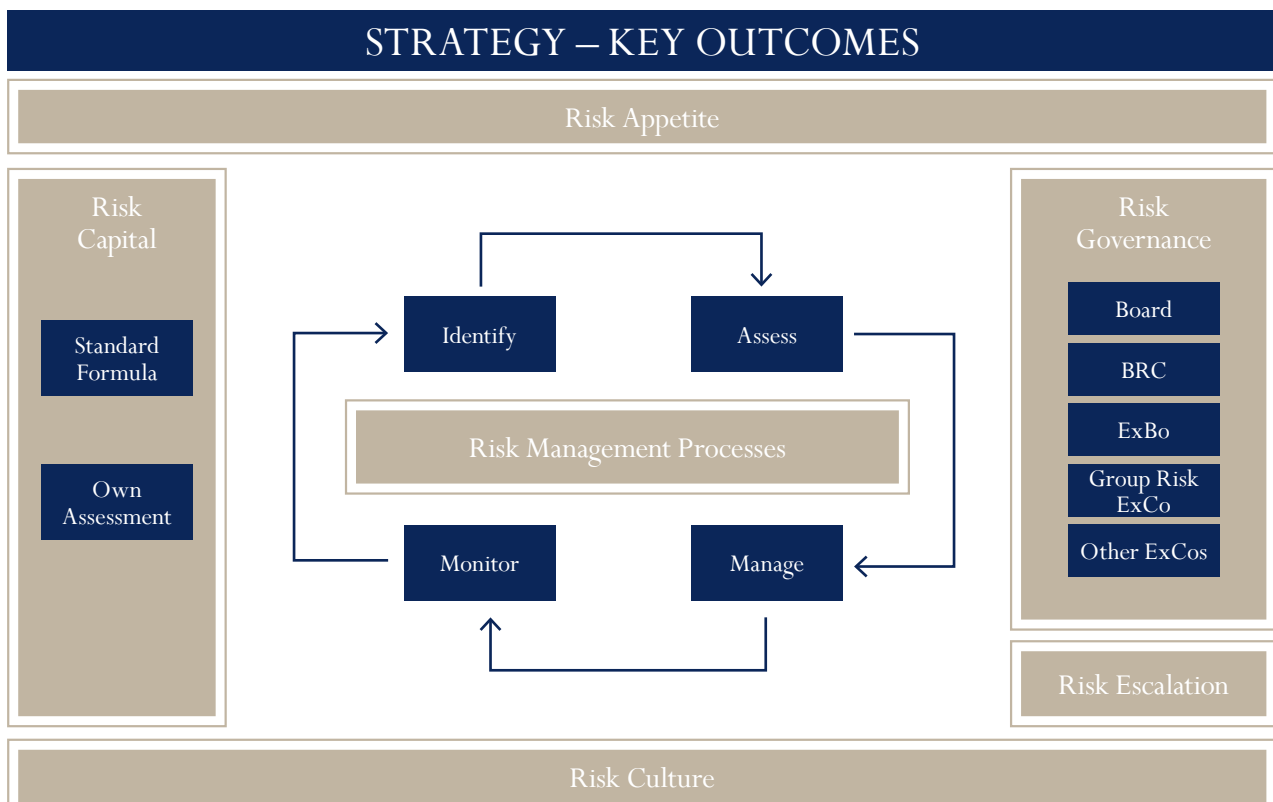 STRATEGY – KEY OUTCOMES
Risk Appetite
Risk
Capital
Standard
Formula
Own
Assessment
Identify
Assess
Risk Management Processes
Monitor
Manage
Risk
Governance
Board
BRC
ExBo
Group Risk
ExCo
Other ExCos
Risk Escalation
Risk Culture